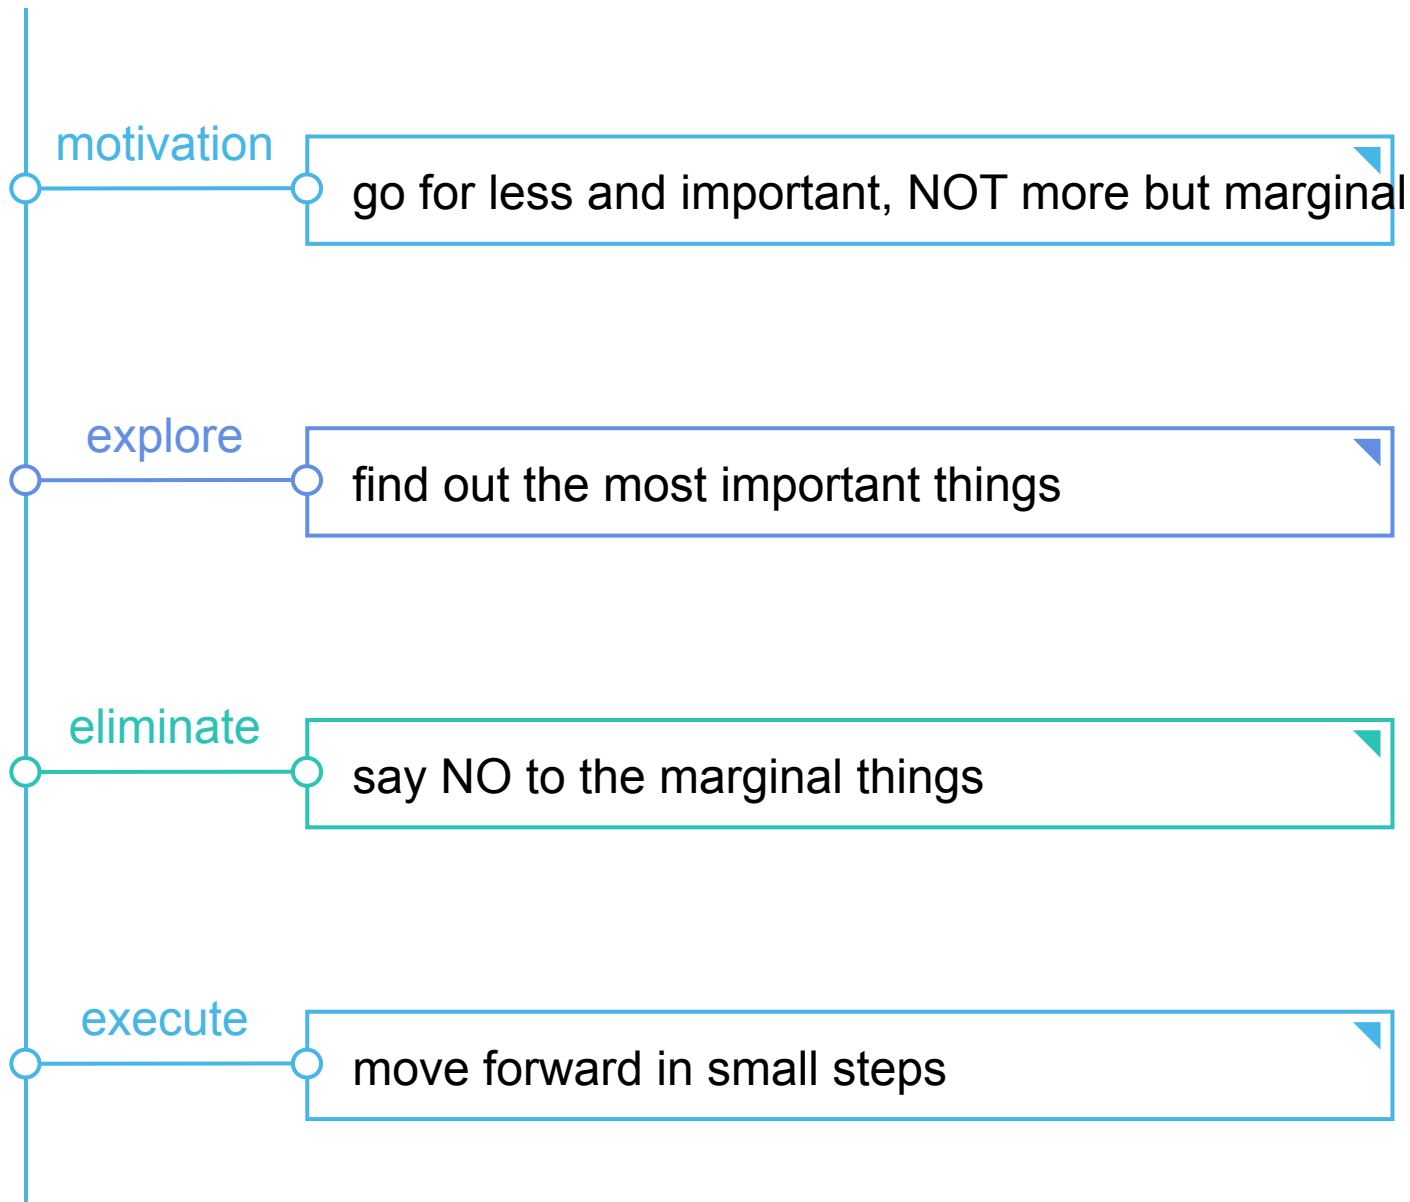 motivation
go for less and important, NOT more but marginal
explore
find out the most important things
eliminate
say NO to the marginal things
execute
move forward in small steps